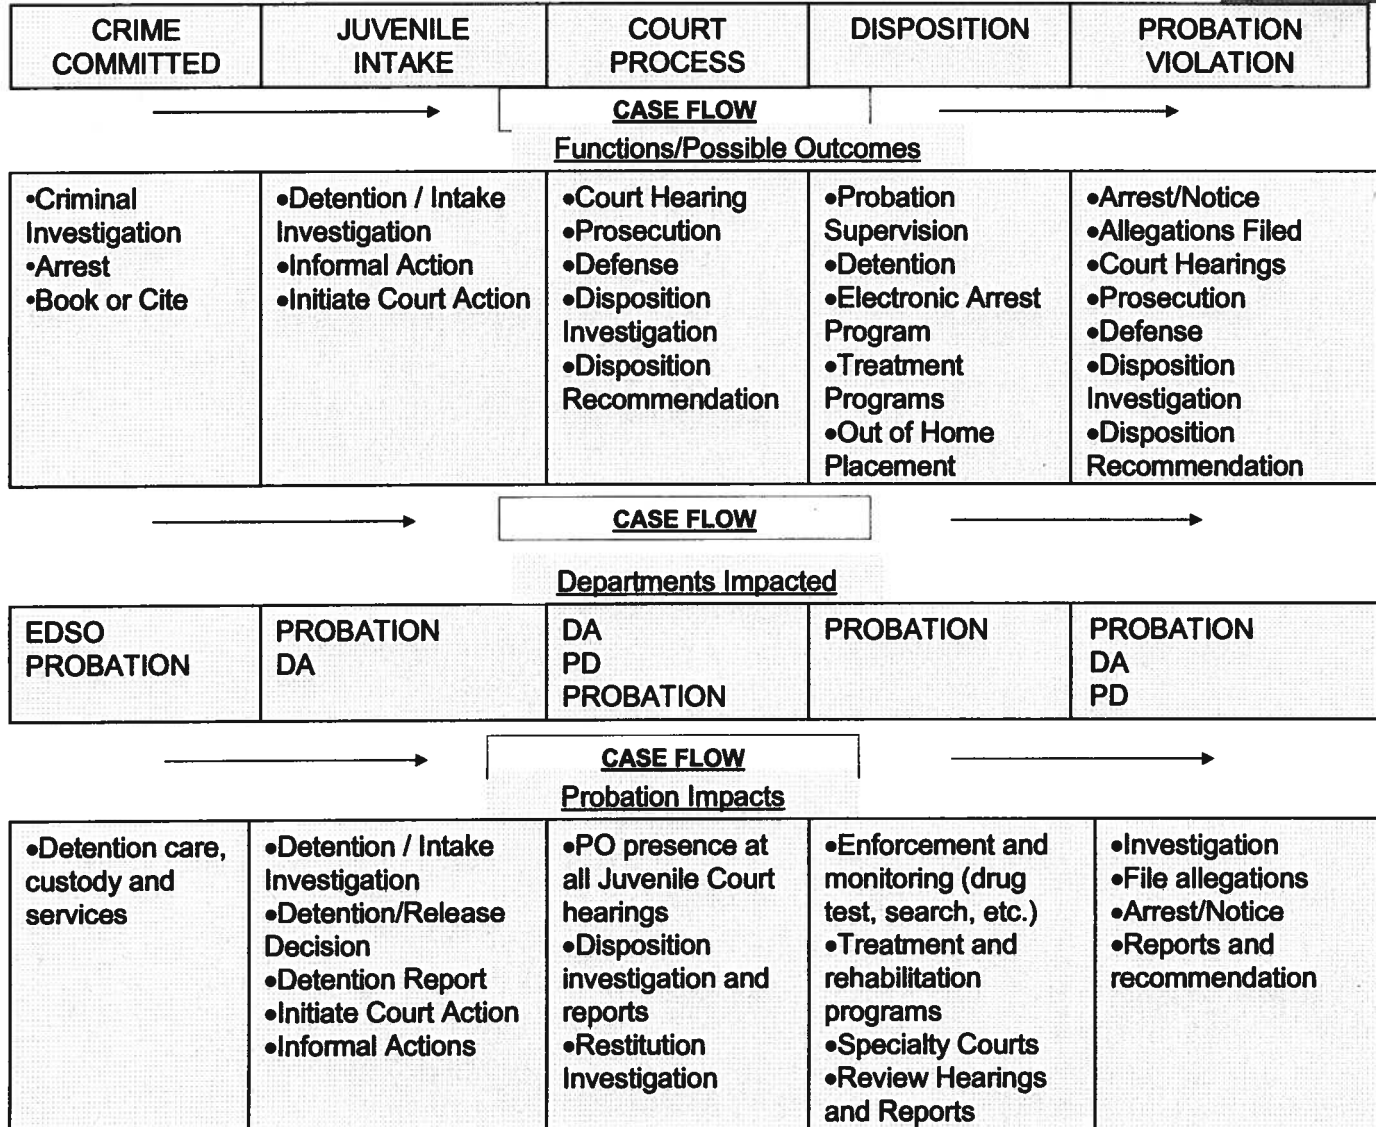 CRIME
COMMITTED
JUVENILE
INTAKE
COURT
PROCESS
DISPOSITION
PROBATION
VIOLATION
CASE FLOW
Functions/Possible Outcomes
•Criminal
Investigation
•Arrest
•Book or Cite
•Detention / Intake
Investigation
•Informal Action
•Initiate Court Action
•Court Hearing
•Prosecution
•Defense
•Disposition
Investigation
•Disposition
Recommendation
•Probation
Supervision
•Detention
•Electronic Arrest
Program
•Treatment
Programs
•Out of Home
Placement
•Arrest/Notice
•Allegations Filed
•Court Hearings
•Prosecution
•Defense
•Disposition
Investigation
•Disposition
Recommendation
CASE FLOW
Departments Impacted
EDSO
PROBATION
PROBATION
DA
DA
PD
PROBATION
PROBATION
PROBATION
DA
PD
CASE FLOW
Probation Impacts
•Detention care,
custody and
services
•Detention / Intake
Investigation
•Detention/Release
Decision
•Detention Report
•Initiate Court Action
•Informal Actions
•PO presence at
all Juvenile Court
hearings
•Disposition
investigation and
reports
•Restitution
Investigation
•Enforcement and
monitoring (drug
test, search, etc.)
•Treatment and
rehabilitation
programs
•Specialty Courts
•Review Hearings
and Reports
•Investigation
•File allegations
•Arrest/Notice
•Reports and
recommendation